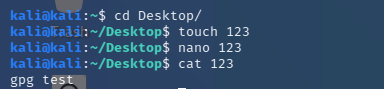 kali@kali:~$ cd Desktop/
kali@kali:~/Desktop$ touch 123
kali@kali:~/Desktop$ nano 123
kali@kali:~/Desktop$ cat 123
gpg test